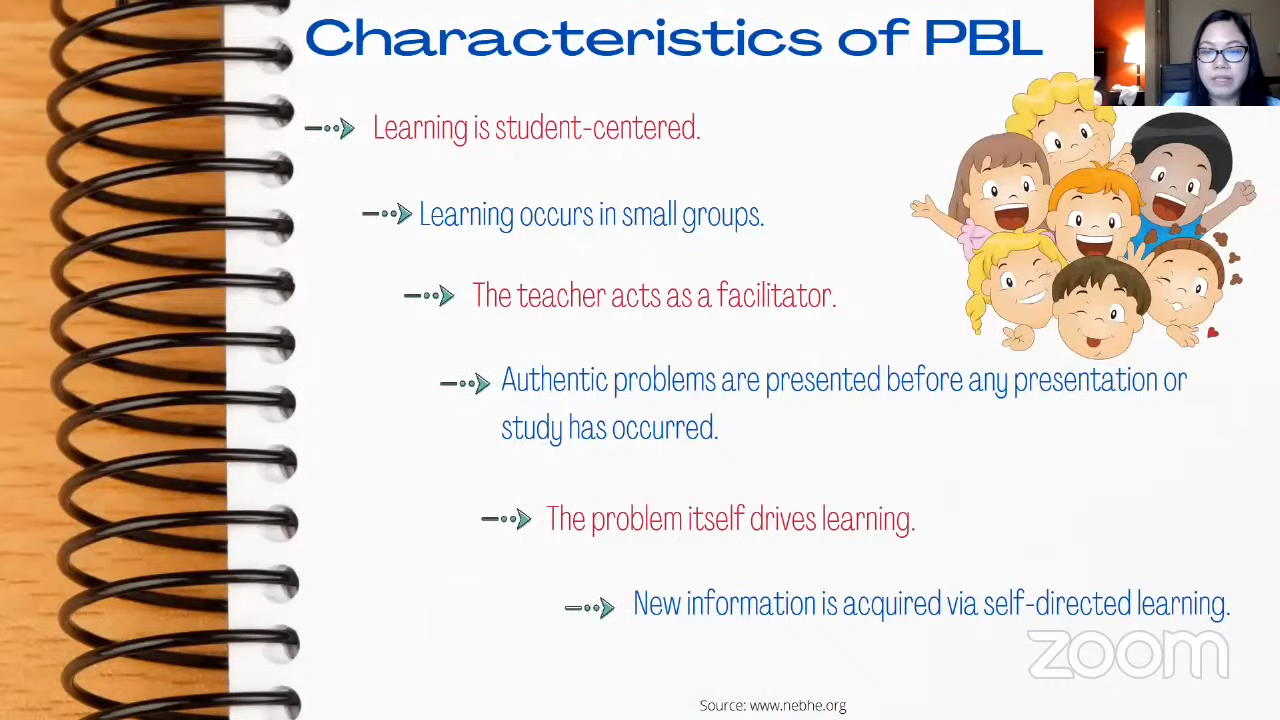 Characteristics of PBL
Learning is student-centered.
Learning occurs in small groups.
The teacher acts as a facilitator.
Authentic problems are presented before any presentation or
study has occurred.
The problem itself drives learning.
New information is acquired via self-directed learning.
zoom
Source: www.nebhe.org